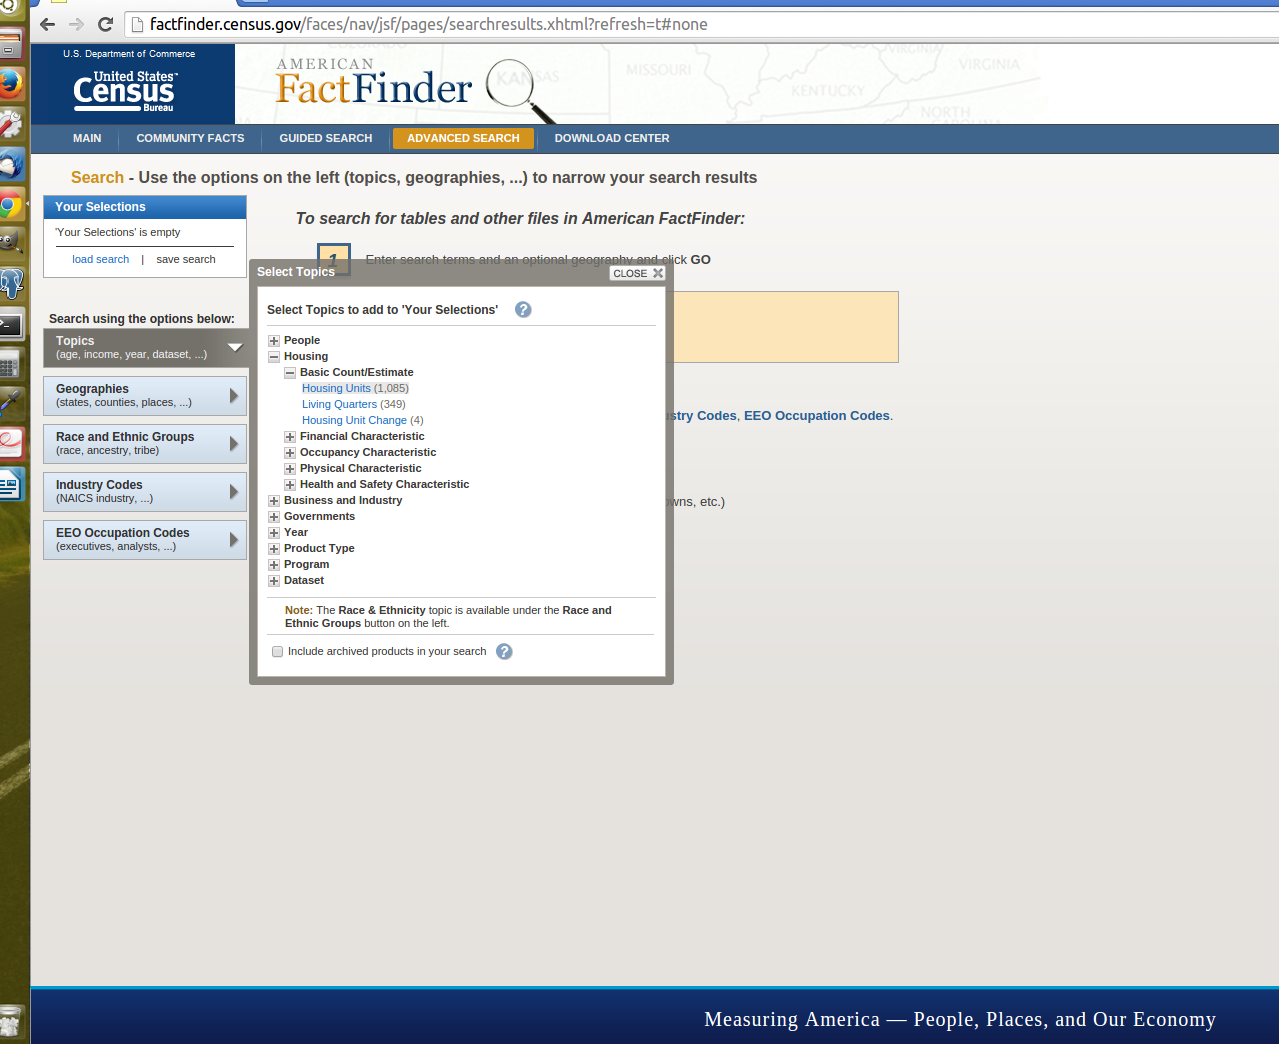 factfinder.census.gov/faces/nav/jsf/pages/searchresults.xhtml?refresh=t#none
U.S. Department of Commerce
United States™
Census
Bureau
AMERICAN
FactFinder
COLORADO
KANSAS
MISSOURI
KENTUCKY
VIRGINIA
VIRGINIA
NORTH
CAROLINA
MAIN
COMMUNITY FACTS
GUIDED SEARCH
ADVANCED SEARCH
DOWNLOAD CENTER
Search - Use the options on the left (topics, geographies, ...) to narrow your search results
Your Selections
'Your Selections' is empty
load search | save search
To search for tables and other files in American FactFinder:
1
Enter search terms and an optional geography and click GO
Search using the options below:
Topics
(age, income, year, dataset, ...)
Geographies
(states, counties, places, ...)
Race and Ethnic Groups
(race, ancestry, tribe)
Industry Codes
(NAICS industry, ...)
EEO Occupation Codes
(executives, analysts, ...)
Select Topics
CLOSE
Select Topics to add to 'Your Selections'
?
People
Housing
Basic Count/Estimate
Housing Units (1,085)
Living Quarters (349)
Housing Unit Change (4)
Financial Characteristic
Occupancy Characteristic
Physical Characteristic
Health and Safety Characteristic
Business and Industry
Governments
Year
Product Type
Program
Dataset
Note: The Race & Ethnicity topic is available under the Race and
Ethnic Groups button on the left.
Include archived products in your search
?
stry Codes, EEO Occupation Codes.
owns, etc.)
Measuring America — People, Places, and Our Economy